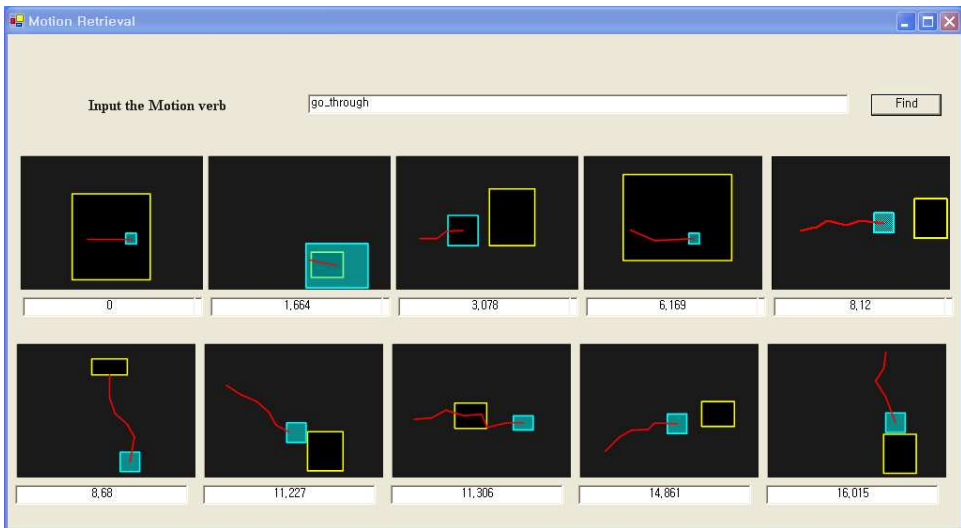 Motion Retrieval
Input the Motion verb
go_through
Find
0
1,664
3,078
6,169
8,12
8,68
11,227
11,306
14,861
16,015